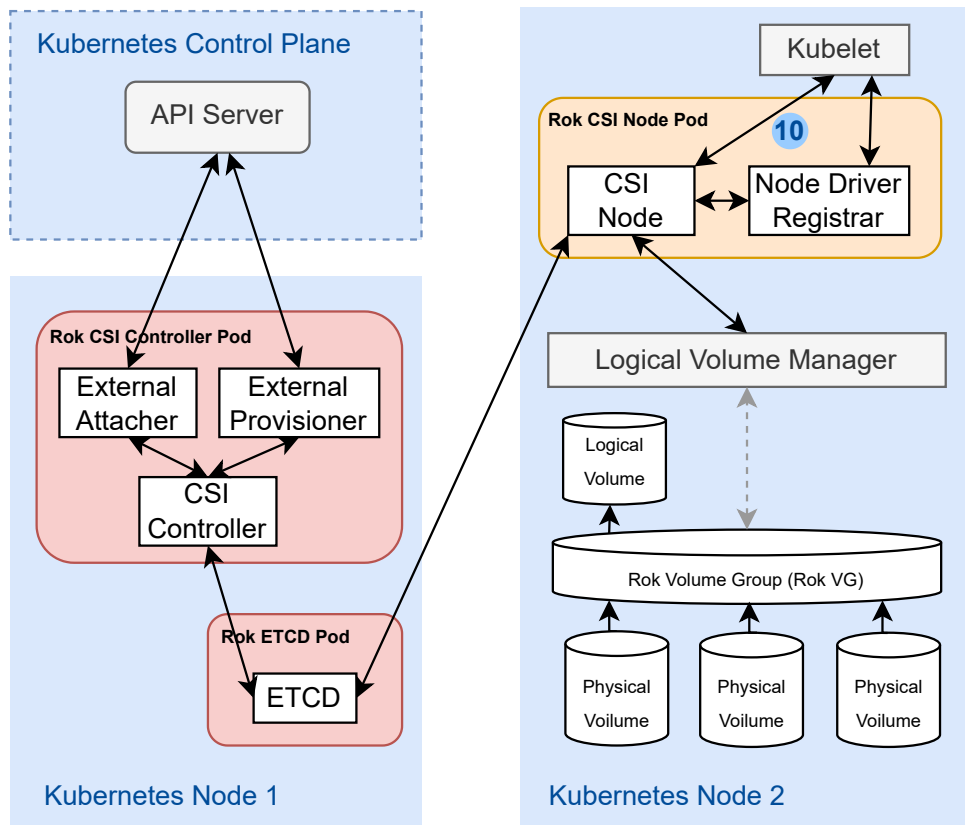 Kubernetes Control Plane
API Server
Rok CSI Controller Pod
External
Attacher
External
Provisioner
CSI
Controller
Rok ETCD Pod
ETCD
Kubernetes Node 1
Kubelet
Rok CSI Node Pod
10
CSI
Node
Node Driver
Registrar
Logical Volume Manager
Logical
Volume
Rok Volume Group (Rok VG)
Physical
Voilume
Physical
Voilume
Physical
Voilume
Kubernetes Node 2